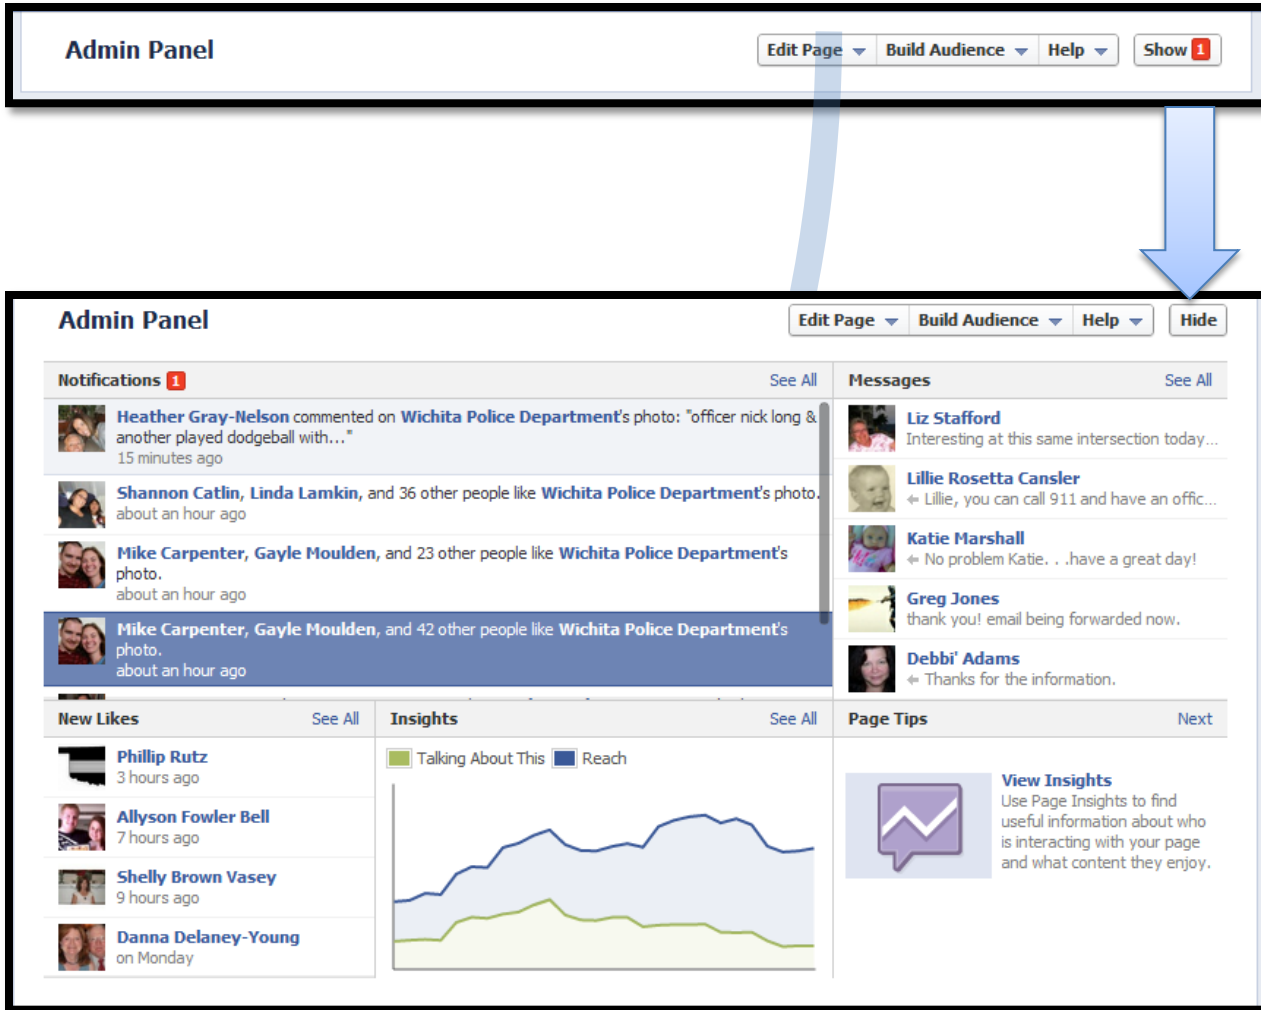 Admin Panel
Edit Page Build Audience Help Show 1
Admin Panel
Edit Page Build Audience Help Hide
Notifications 1 See All
Heather Gray-Nelson commented on Wichita Police Department's photo: "officer nick long &
another played dodgeball with..."
15 minutes ago
Shannon Catlin, Linda Lamkin, and 36 other people like Wichita Police Department's photo.
about an hour ago
Mike Carpenter, Gayle Moulden, and 23 other people like Wichita Police Department's
photo.
about an hour ago
Mike Carpenter, Gayle Moulden, and 42 other people like Wichita Police Department's
photo.
about an hour ago
Messages See All
Liz Stafford
Interesting at this same intersection today...
Lillie Rosetta Cansler
Lillie, you can call 911 and have an offic...
Katie Marshall
No problem Katie. . .have a great day!
Greg Jones
thank you! email being forwarded now.
Debbi' Adams
Thanks for the information.
New Likes See All
Phillip Rutz
3 hours ago
Allyson Fowler Bell
7 hours ago
Shelly Brown Vasey
9 hours ago
Danna Delaney-Young
on Monday
Insights See All
Talking About This Reach
Page Tips Next
View Insights
Use Page Insights to find
useful information about who
is interacting with your page
and what content they enjoy.